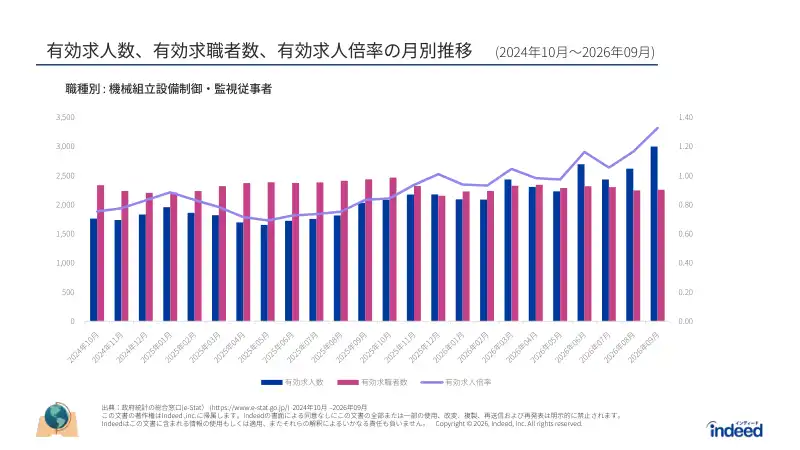 有効求人数、有効求職者数、有効求人倍率の月別推移 (2024年10月～2026年09月)
職種別 : 機械組立設備制御・監視従事者
3,500 1.40
3,000 1.20
2,500 1.00
2,000 0.80
1,500 0.60
1,000 0.40
500 0.20
0 0.00
2024年10月 2024年11月 2024年12月 2025年01月 2025年02月 2025年03月 2025年04月 2025年05月 2025年06月 2025年07月 2025年08月 2025年09月 2025年10月 2025年11月 2025年12月 2026年01月 2026年02月 2026年03月 2026年04月 2026年05月 2026年06月 2026年07月 2026年08月 2026年09月
有効求人数 有効求職者数 有効求人倍率
出典：政府統計の総合窓口(e-Stat） (https://www.e-stat.go.jp/) 2024年10月 –2026年09月
この文書の著作権はIndeed ,inc.に帰属します。Indeedの書面による同意なしにこの文書の全部または一部の使用、改変、複製、再送信および再発表は明示的に禁止されます。
Indeedはこの文書に含まれる情報の使用もしくは適用、またそれらの解釈によるいかなる責任も負いません。 Copyright © 2026, Indeed, Inc. All rights reserved.
インディード
indeed